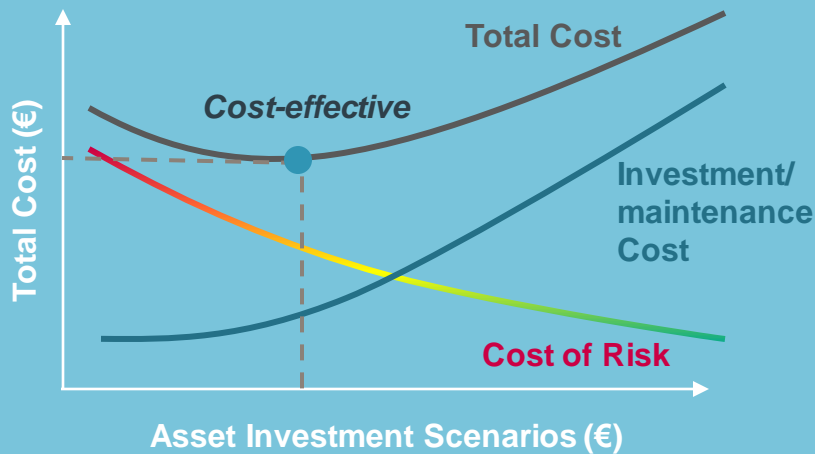 Total Cost
Cost-effective
Total Cost (€)
Investment/
maintenance
Cost
Cost of Risk
Asset Investment Scenarios (€)